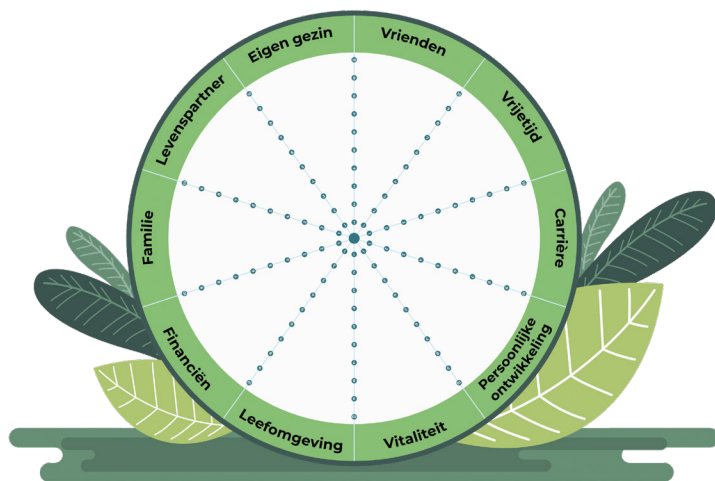 Eigen gezin
Vrienden
Vrijetijd
Carrière
Persoonlijke
ontwikkeling
Vitaliteit
Leefomgeving
Financiën
Familie
Levenspartner